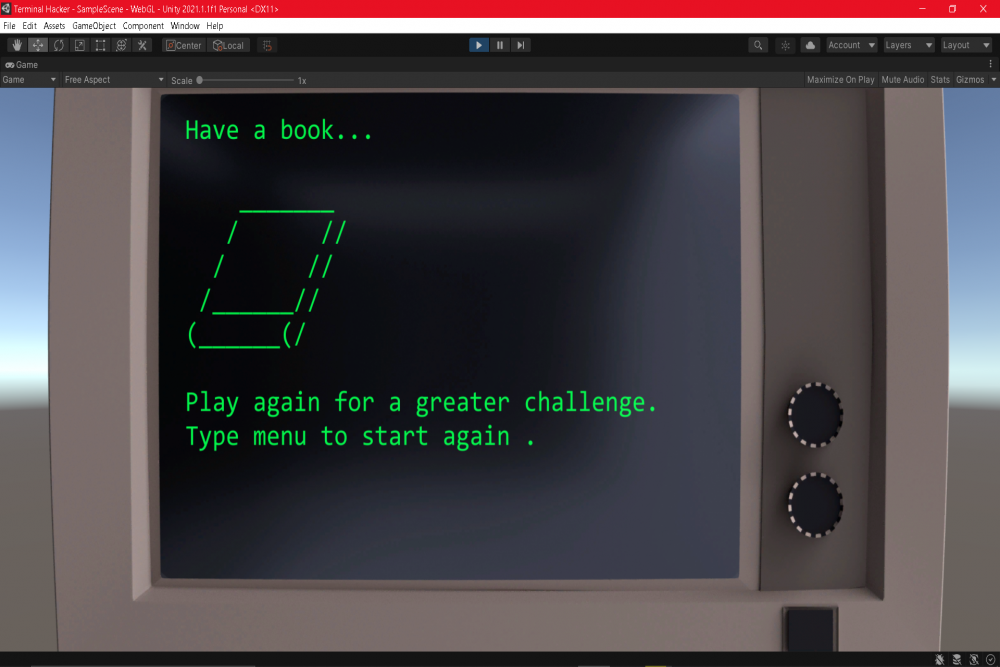 Terminal Hacker - SampleScene - WebGL - Unity 2021.1.1f1 Personal <DX11>
File Edit Assets GameObject Component Window Help
Center Local Account Layers Layout
Game
Game Free Aspect Scale 1x Maximize On Play Mute Audio Stats Gizmos
Have a book...
   _______
  /      //
 /      //
/______//
(______(/
Play again for a greater challenge.
Type menu to start again .